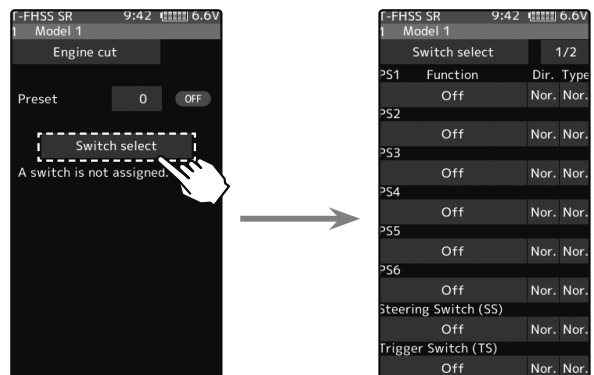 T-FHSS SR 9:42 6.6V
1 Model 1
Engine cut
Preset 0 OFF
Switch select
A switch is not assigned.
T-FHSS SR 9:42 6.6V
1 Model 1
Switch select 1/2
PS1 Function Dir. Type
Off Nor. Nor.
PS2
Off Nor. Nor.
PS3
Off Nor. Nor.
PS4
Off Nor. Nor.
PS5
Off Nor. Nor.
PS6
Off Nor. Nor.
Steering Switch (SS)
Off Nor. Nor.
Trigger Switch (TS)
Off Nor. Nor.